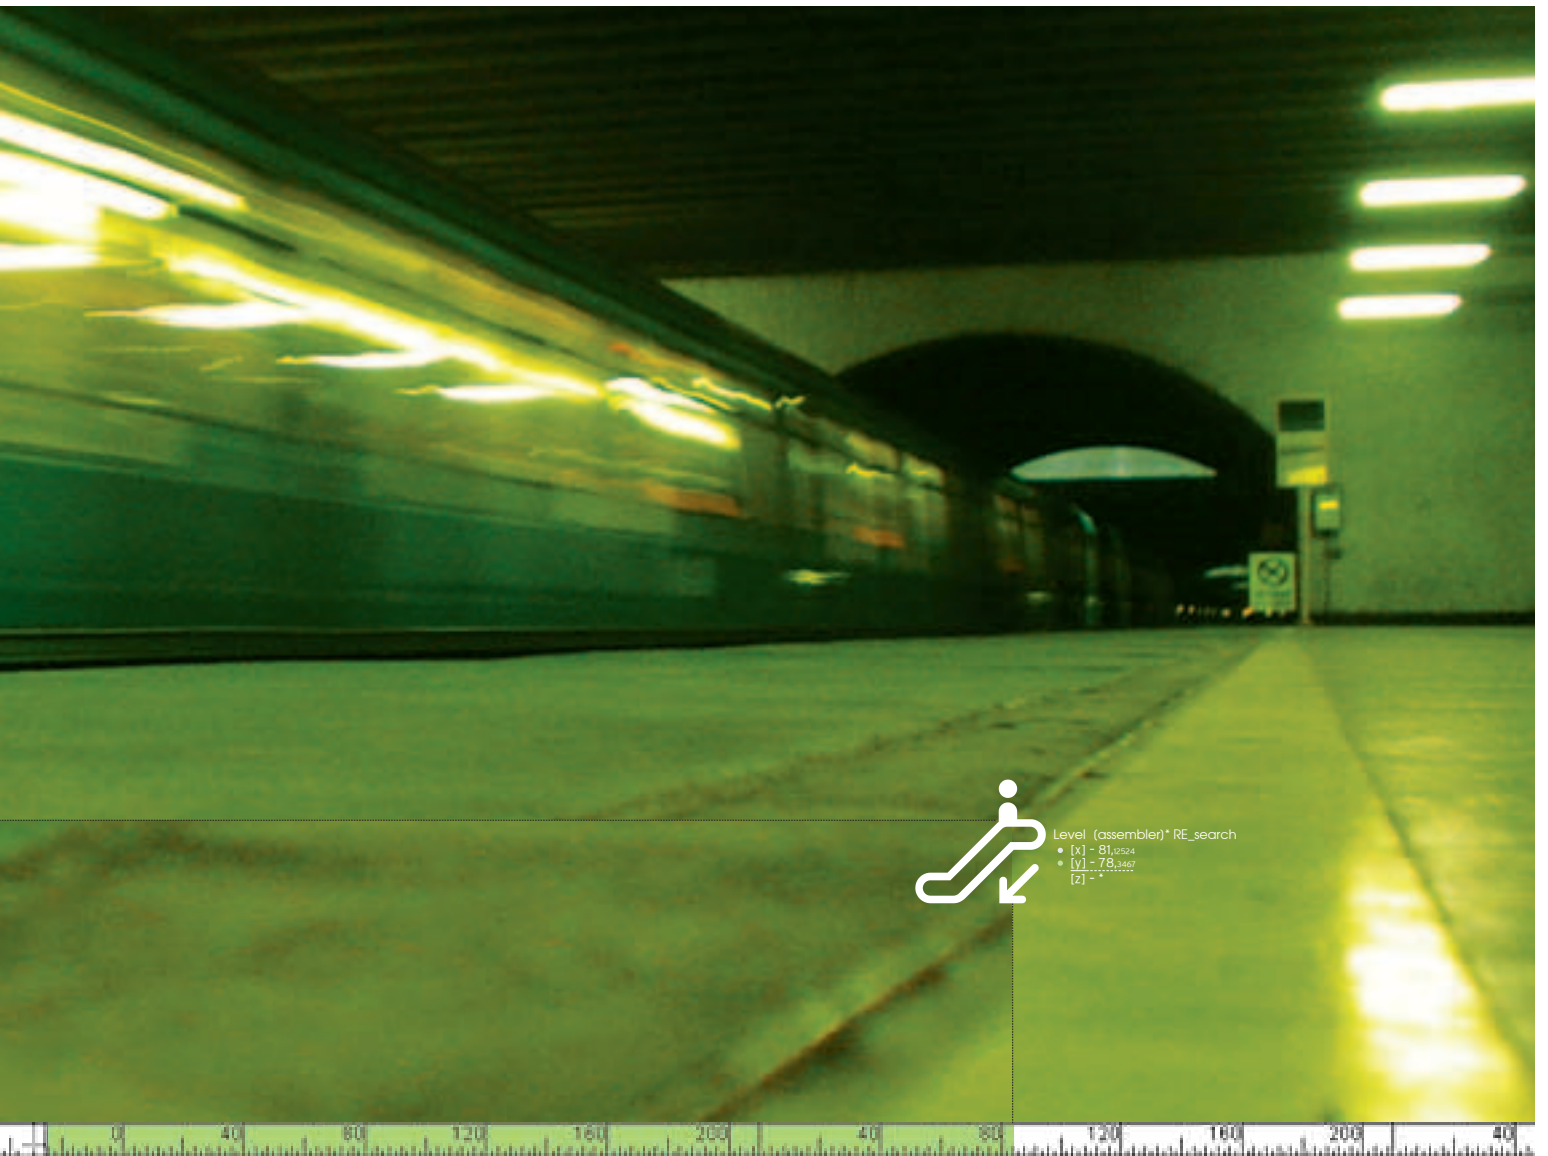 Level (assembler)* RE_search
• [x] - 81,12524
• [y] - 78,3467
[z] - *
0 40 80 120 160 200 40 80 120 160 200 40